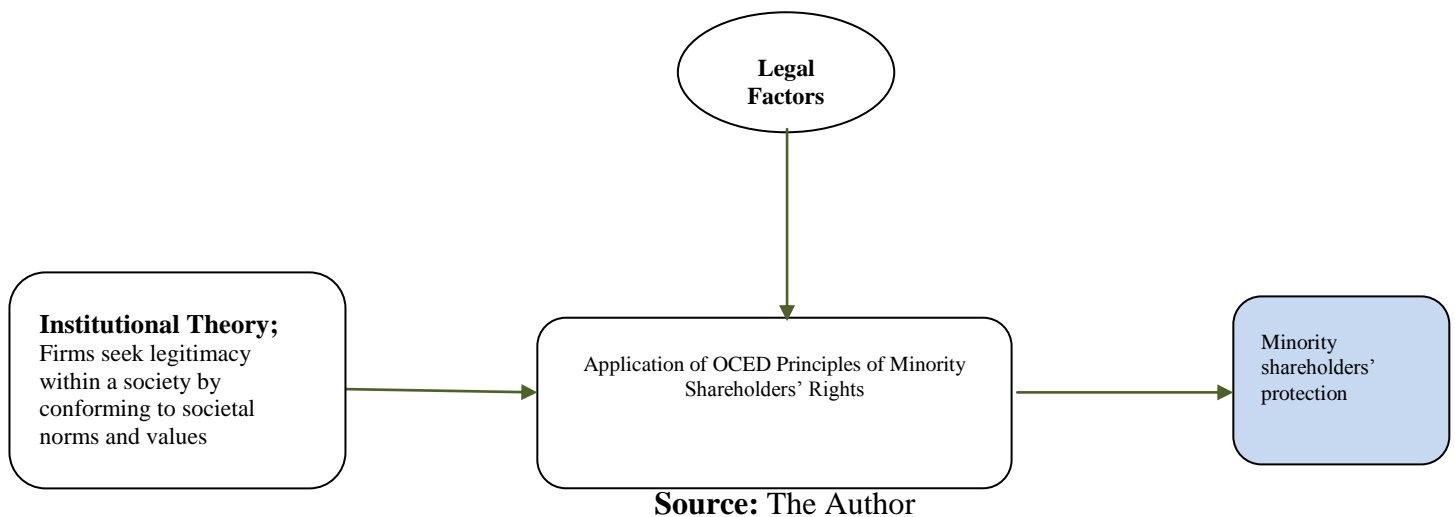 Legal
Factors
Institutional Theory;
Firms seek legitimacy
within a society by
conforming to societal
norms and values
Application of OCED Principles of Minority
Shareholders’ Rights
Minority
shareholders’
protection
Source: The Author